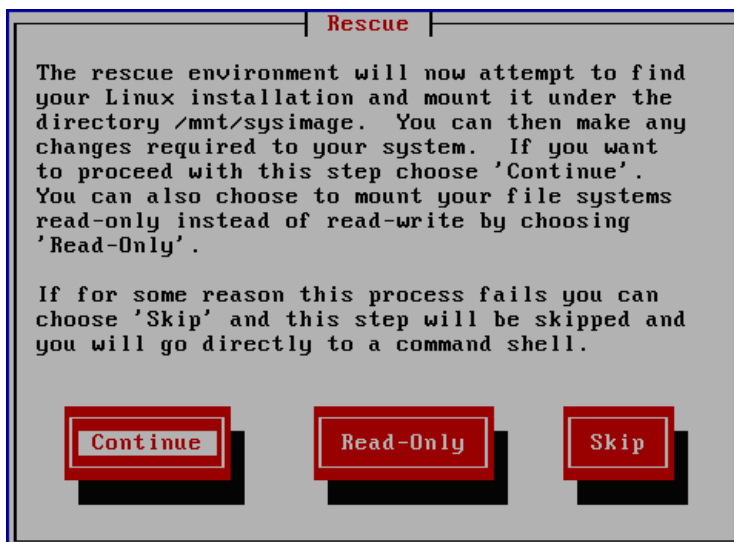 Rescue
The rescue environment will now attempt to find
your Linux installation and mount it under the
directory /mnt/sysimage.  You can then make any
changes required to your system.  If you want
to proceed with this step choose 'Continue'.
You can also choose to mount your file systems
read-only instead of read-write by choosing
'Read-Only'.
If for some reason this process fails you can
choose 'Skip' and this step will be skipped and
you will go directly to a command shell.
Continue Read-Only Skip